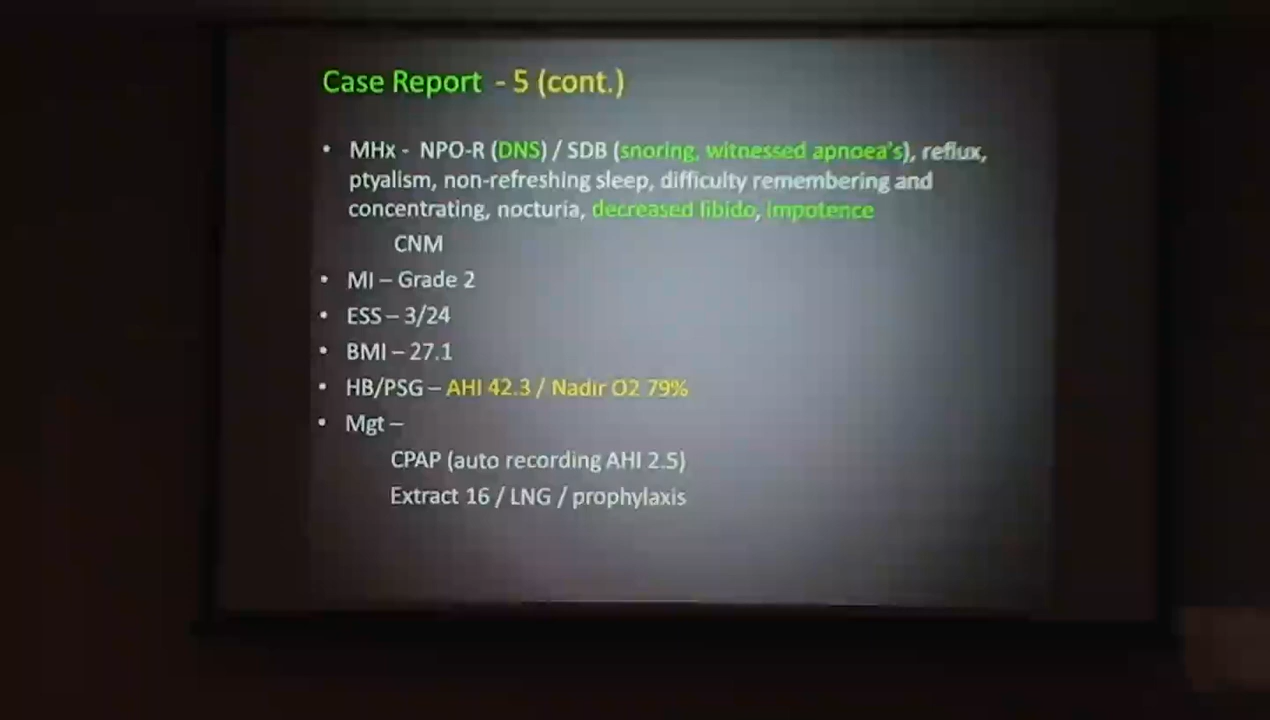 Case Report - 5 (cont.)
• MHx - NPO-R (DNS) / SDB (snoring, witnessed apnoea's), reflux,
ptyalism, non-refreshing sleep, difficulty remembering and
concentrating, nocturia, decreased libido, impotence
CNM
• MI – Grade 2
• ESS – 3/24
• BMI – 27.1
• HB/PSG – AHI 42.3 / Nadir O2 79%
• Mgt –
CPAP (auto recording AHI 2.5)
Extract 16 / LNG / prophylaxis